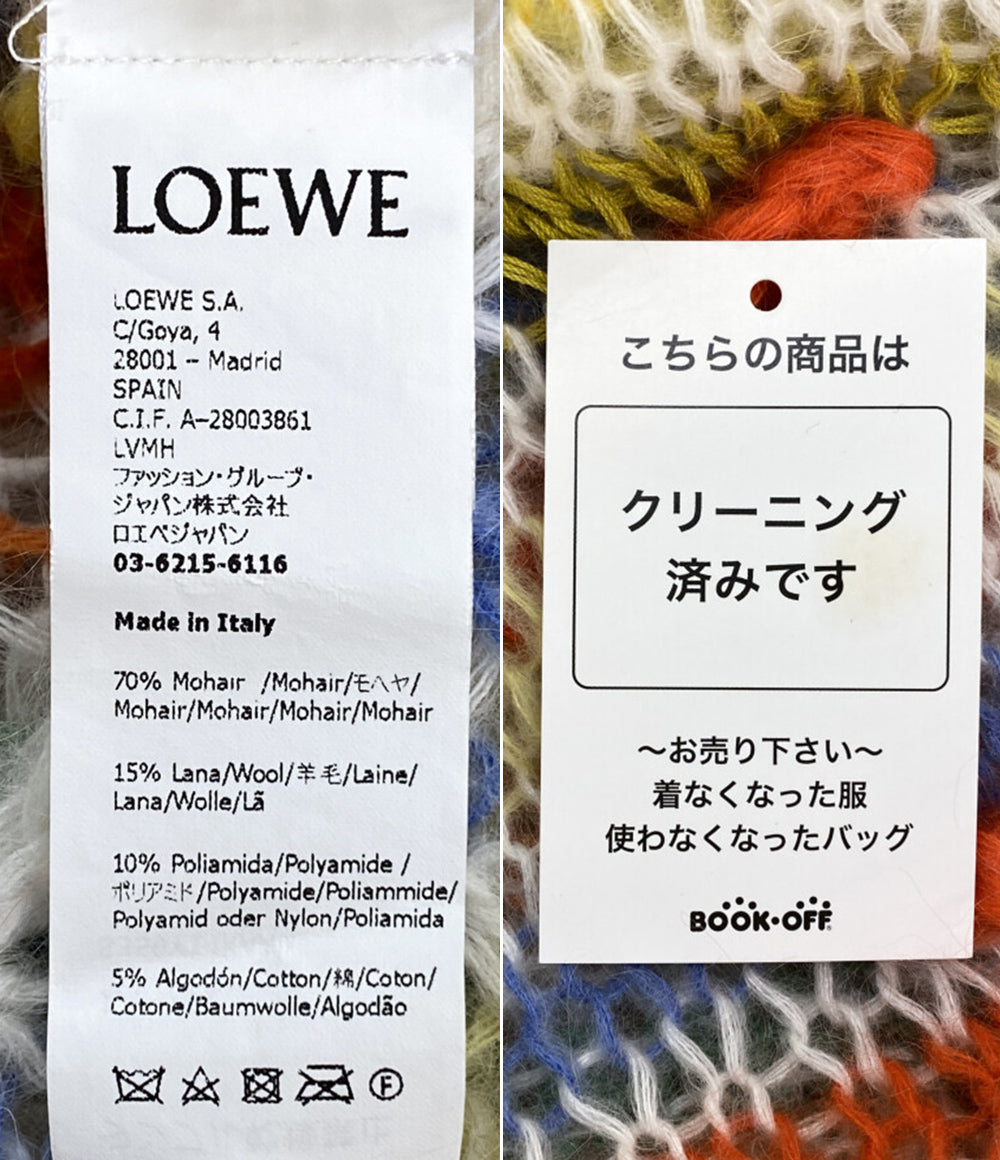 LOEWE
LOEWE S.A.
C/Goya, 4
28001 – Madrid
SPAIN
C.I.F. A-28003861
LVMH
ファッション・グループ・
ジャパン株式会社
ロエベジャパン
03-6215-6116
Made in Italy
70% Mohair /Mohair/モヘヤ/
Mohair/Mohair/Mohair/Mohair
15% Lana/Wool/羊毛/Laine/
Lana/Wolle/Lã
10% Poliamida/Polyamide /
ポリアミド/Polyamide/Poliammide/
Polyamid oder Nylon/Poliamida
5% Algodón/Cotton/綿/Coton/
Cotone/Baumwolle/Algodão
F
こちらの商品は
クリーニング
済みです
〜お売り下さい〜
着なくなった服
使わなくなったバッグ
BOOK・OFF